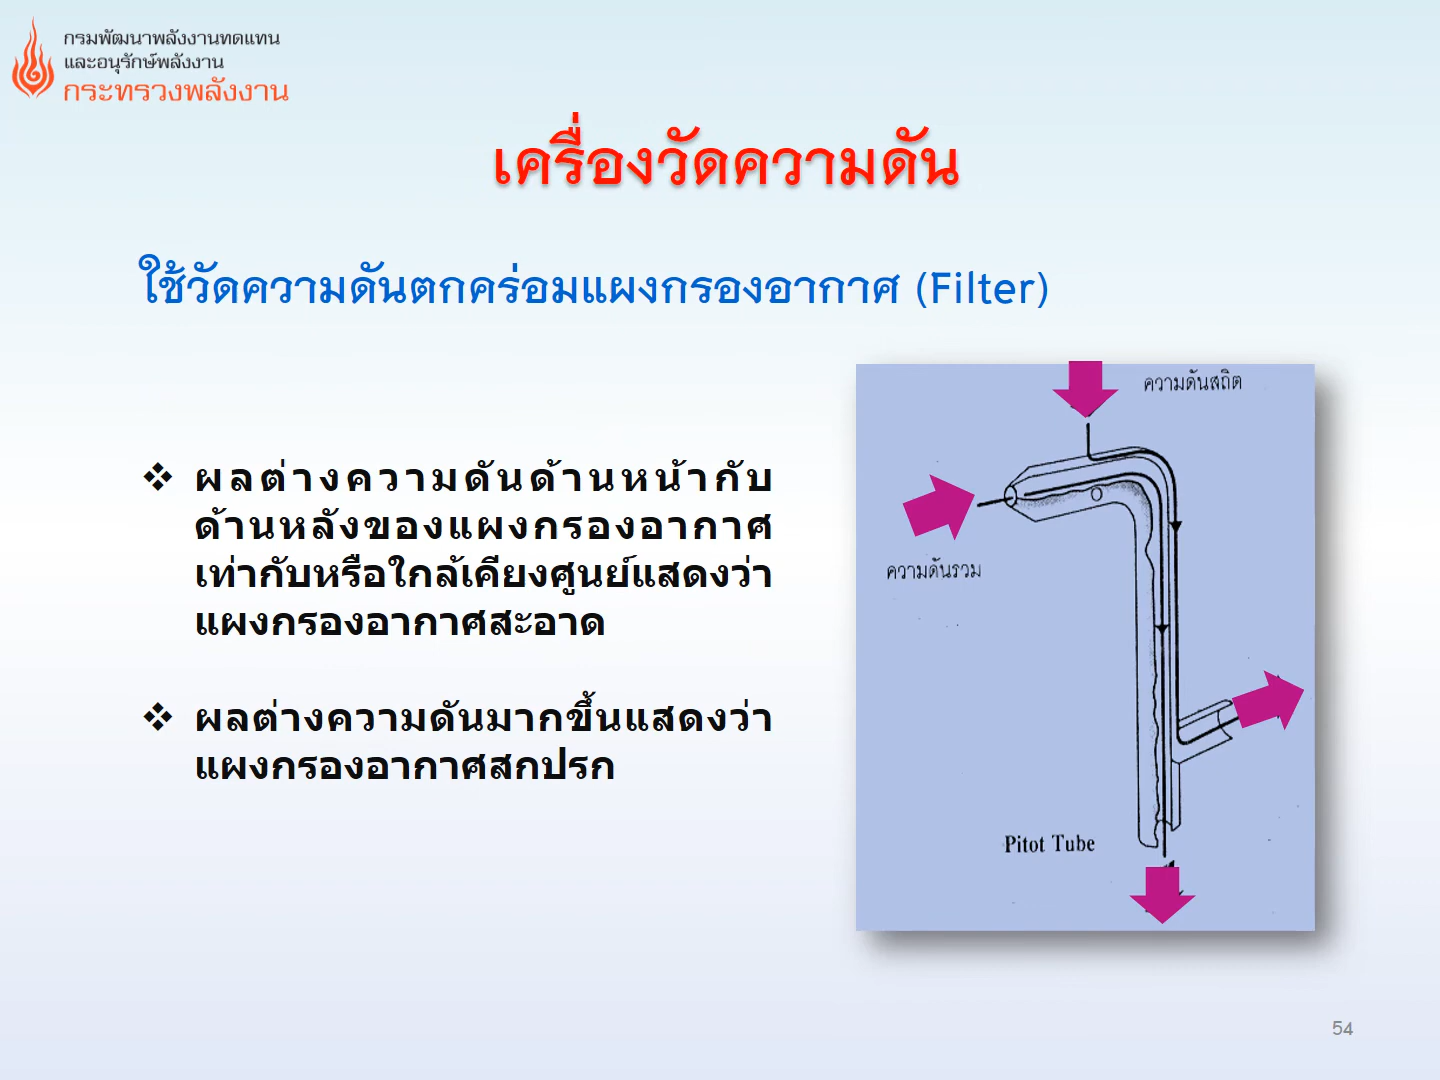 กรมพัฒนาพลังงานทดแทน
และอนุรักษ์พลังงาน
กระทรวงพลังงาน
เครื่องวัดความดัน
ใช้วัดความดันตกคร่อมแผงกรองอากาศ (Filter)
ความดันสถิต
❖ ผลต่างความดันด้านหน้ากับ
ด้านหลังของแผงกรองอากาศ
เท่ากับหรือใกล้เคียงศูนย์แสดงว่า
แผงกรองอากาศสะอาด
ความดันรวม
❖ ผลต่างความดันมากขึ้นแสดงว่า
แผงกรองอากาศสกปรก
Pitot Tube
54